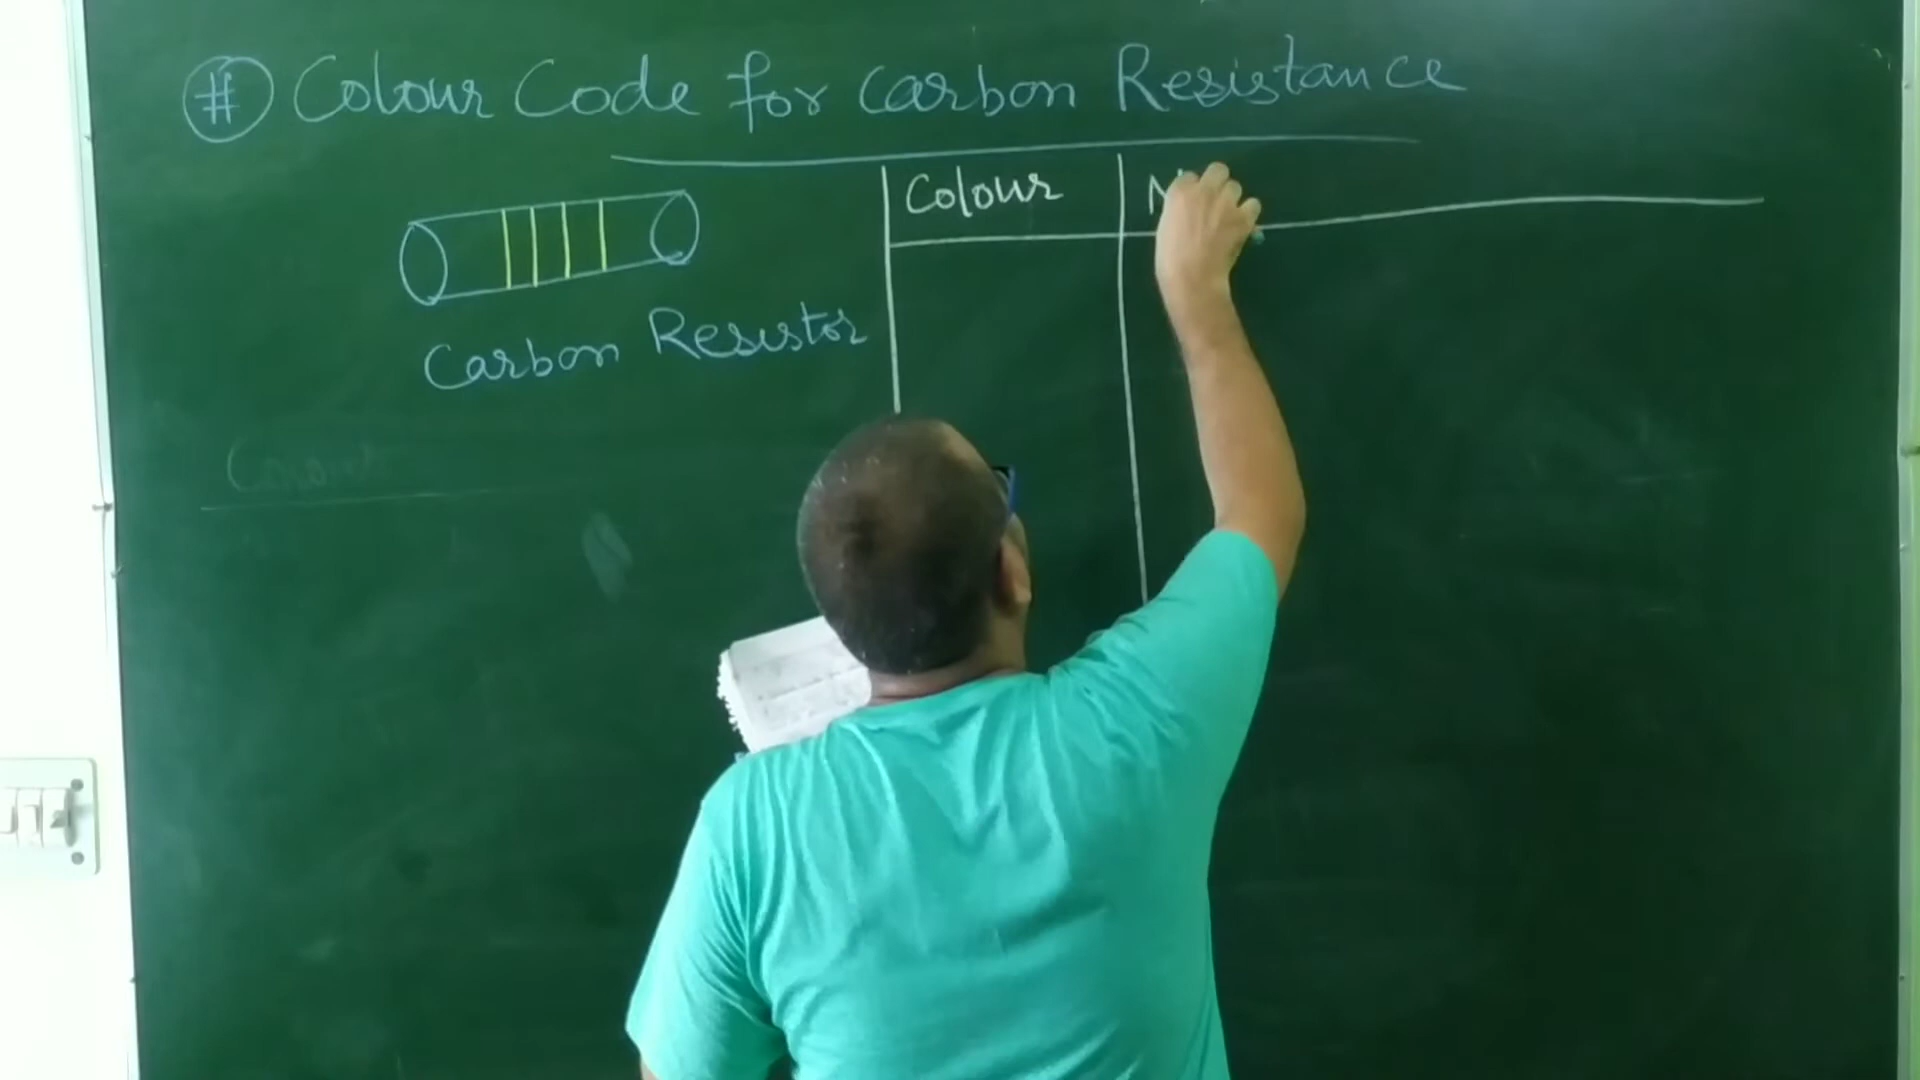 # Colour Code for Carbon Resistance
Colour
Carbon Resistor